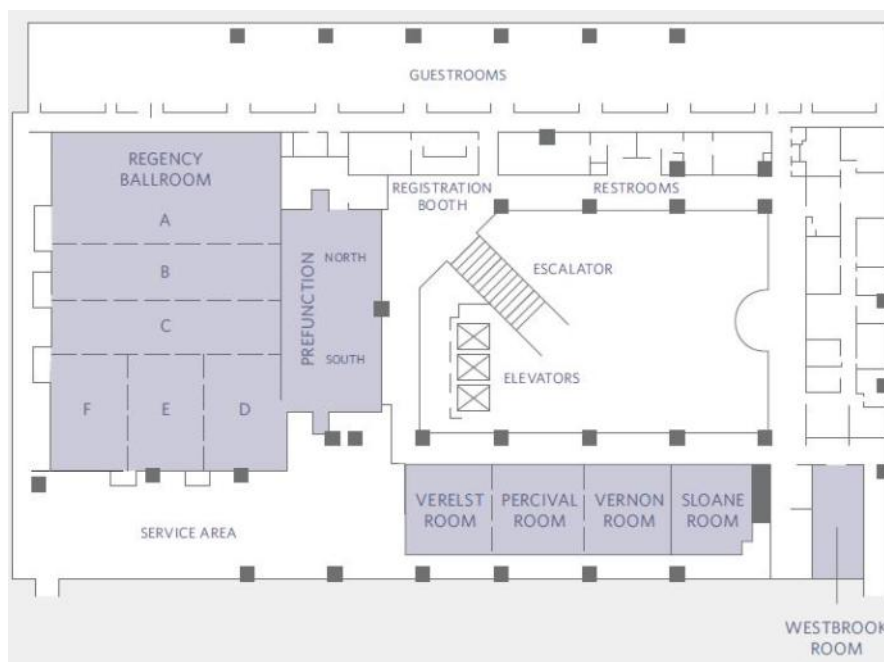 GUESTROOMS
REGENCY
BALLROOM
A
B
C
F
E
D
PREFUNCTION
NORTH
SOUTH
REGISTRATION
BOOTH
RESTROOMS
ESCALATOR
ELEVATORS
VERELST
ROOM
PERCIVAL
ROOM
VERNON
ROOM
SLOANE
ROOM
SERVICE AREA
WESTBROOK
ROOM